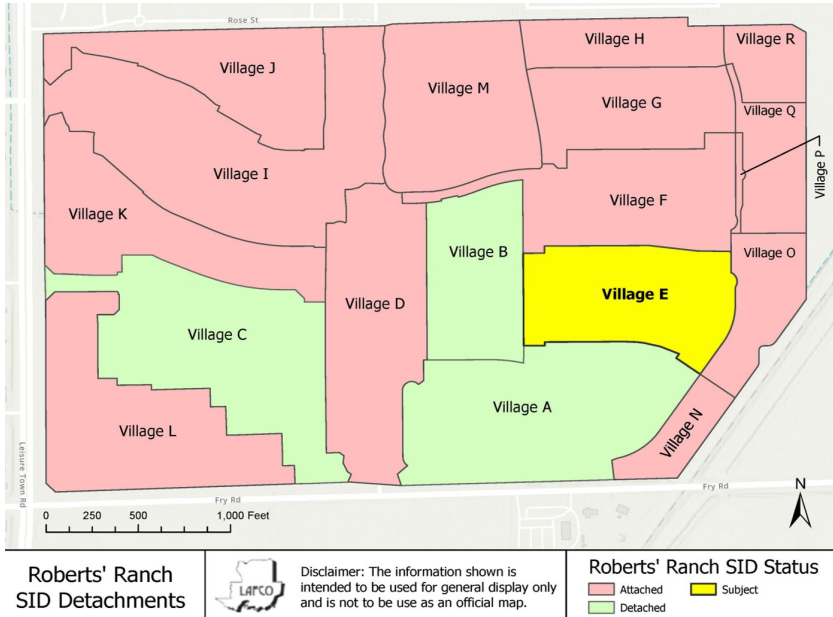 Rose St
Village H
Village R
Village J
Village M
Village G
Village Q
Village P
Village I
Village F
Village K
Village B
Village O
Village E
Village D
Village C
Village A
Village N
Village L
Leisure Town Rd
Fry Rd
Fry Rd
N
0 250 500 1,000 Feet
Roberts' Ranch
SID Detachments
LAFCO
Disclaimer: The information shown is
intended to be used for general display only
and is not to be use as an official map.
Roberts' Ranch SID Status
Attached
Subject
Detached